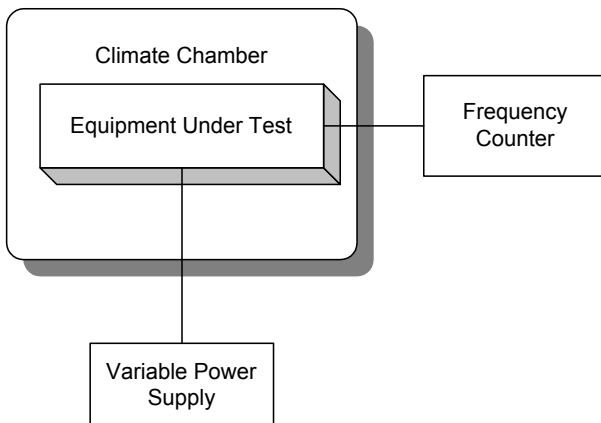 Climate Chamber
Equipment Under Test
Frequency
Counter
Variable Power
Supply